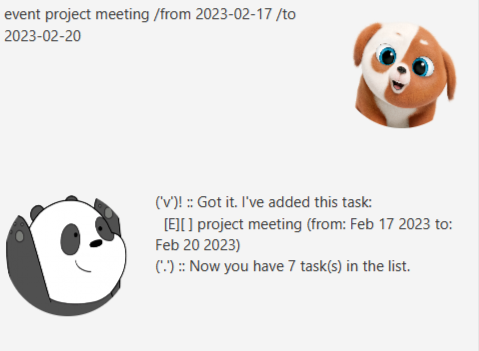 event project meeting /from 2023-02-17 /to
2023-02-20
('v')! :: Got it. I've added this task:
[E][ ] project meeting (from: Feb 17 2023 to:
Feb 20 2023)
('.') :: Now you have 7 task(s) in the list.